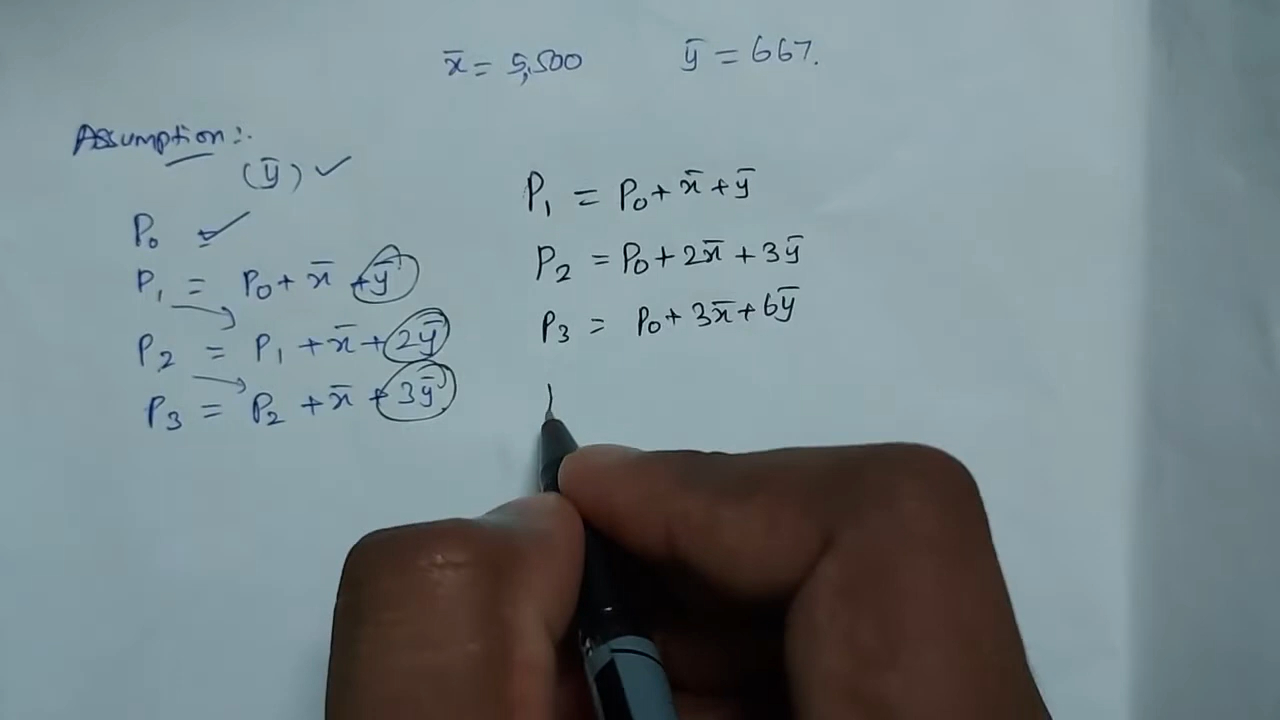 x̄ = 5,500 ȳ = 667.
Assumption:-
(ȳ) ✓
P₀ ✓
P₁ = P₀ + x̄ + ȳ
P₂ = P₁ + x̄ + 2ȳ
P₃ = P₂ + x̄ + 3ȳ
P₁ = P₀ + x̄ + ȳ
P₂ = P₀ + 2x̄ + 3ȳ
P₃ = P₀ + 3x̄ + 6ȳ